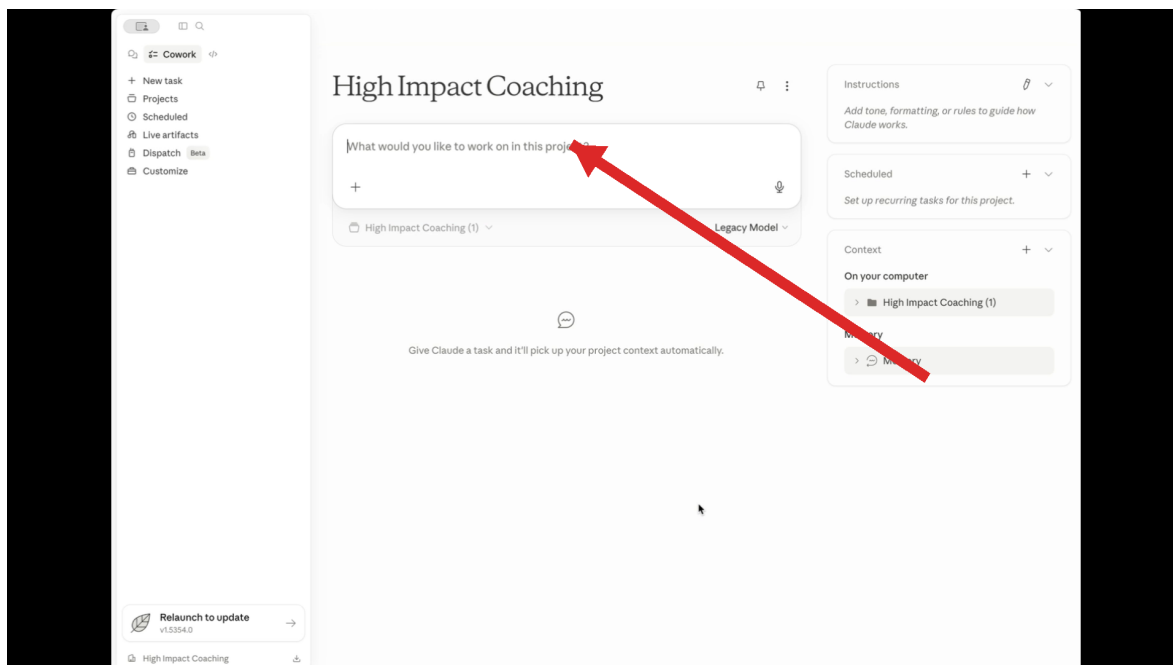 Cowork
New task
Projects
Scheduled
Live artifacts
Dispatch Beta
Customize
Relaunch to update
v1.5354.0
High Impact Coaching
High Impact Coaching
What would you like to work on in this
High Impact Coaching (1)
Legacy Model
Give Claude a task and it'll pick up your project context automatically.
Instructions
Add tone, formatting, or rules to guide how
Claude works.
Scheduled
Set up recurring tasks for this project.
Context
On your computer
High Impact Coaching (1)